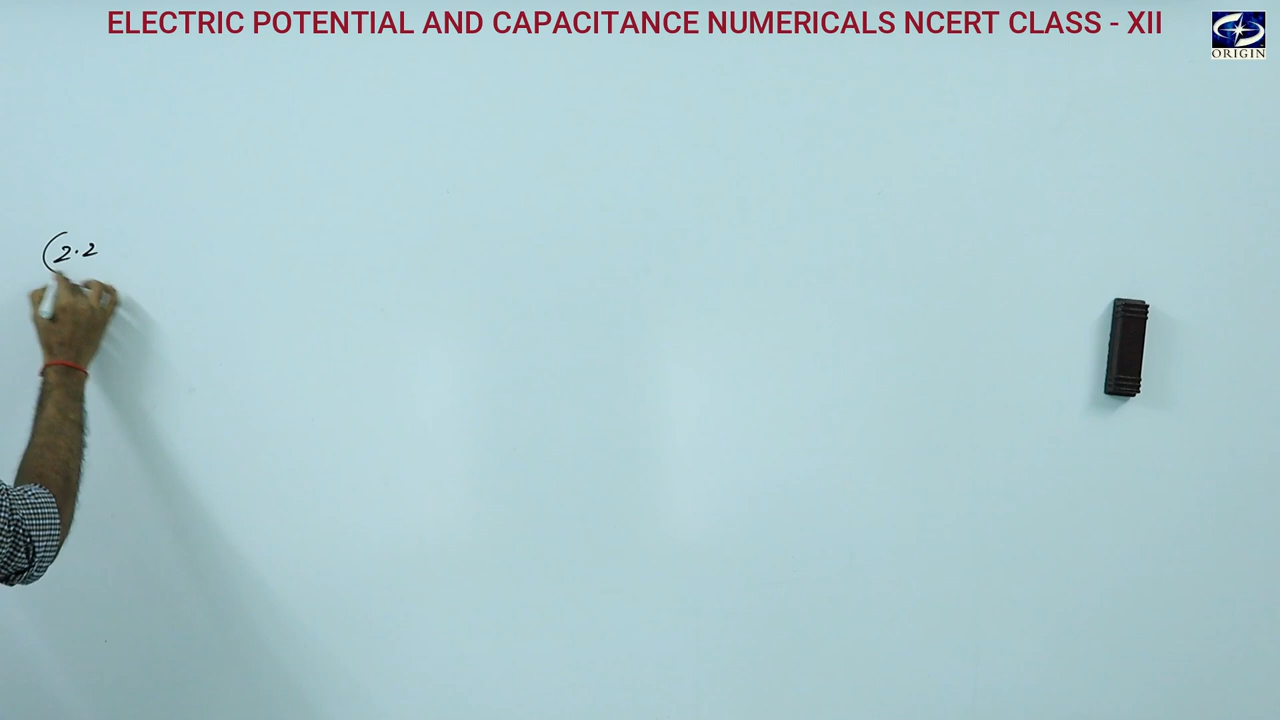 ELECTRIC POTENTIAL AND CAPACITANCE NUMERICALS NCERT CLASS - XII
ORIGIN
(2.2